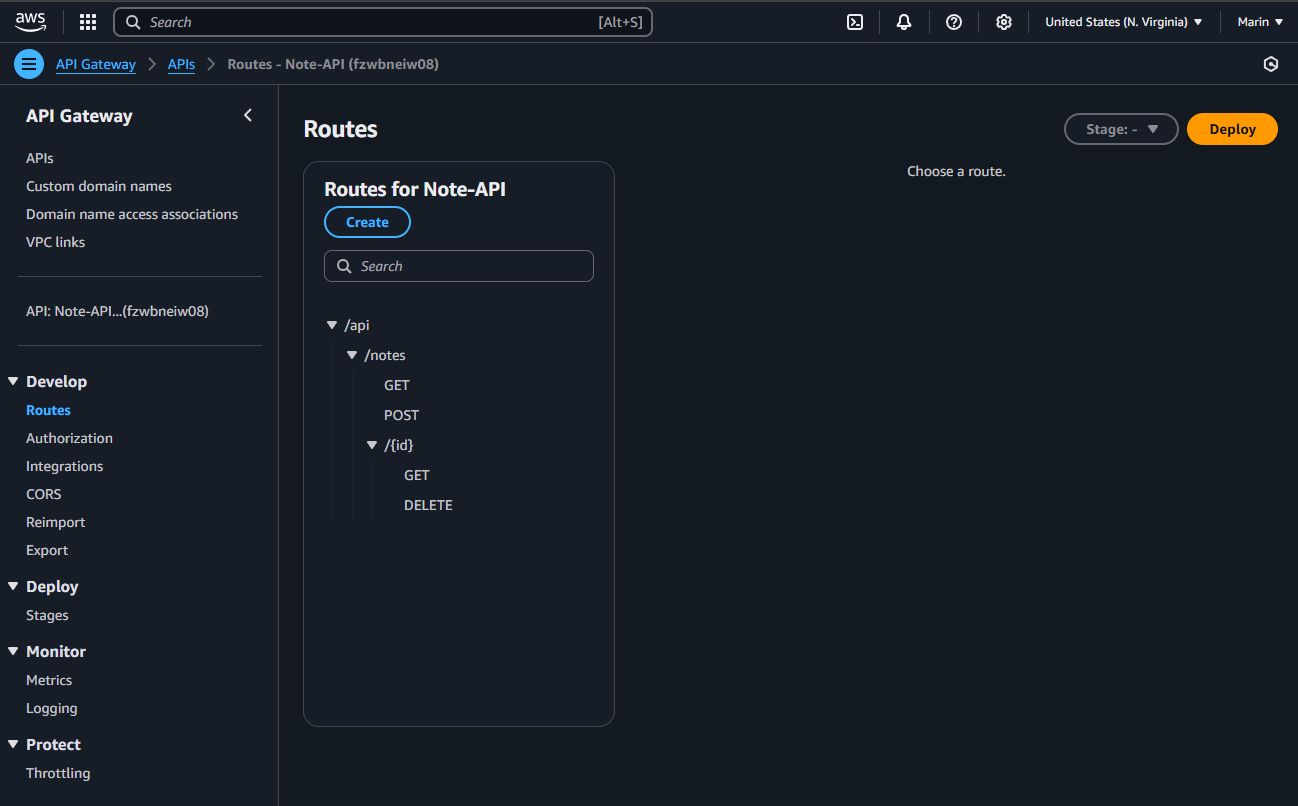 aws
Search [Alt+S]
United States (N. Virginia)
Marin
API Gateway
APIs
Routes - Note-API (fzwbneiw08)
API Gateway
APIs
Custom domain names
Domain name access associations
VPC links
API: Note-API...(fzwbneiw08)
Develop
Routes
Authorization
Integrations
CORS
Reimport
Export
Deploy
Stages
Monitor
Metrics
Logging
Protect
Throttling
Routes
Stage: -
Deploy
Routes for Note-API
Create
Search
/api
/notes
GET
POST
/{id}
GET
DELETE
Choose a route.